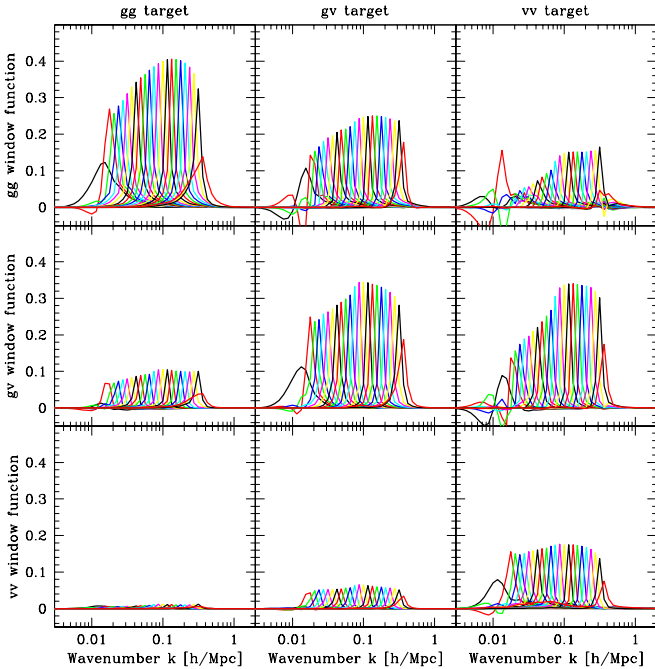 gg target gv target vv target
gg window function
0.4
0.3
0.2
0.1
0
gv window function
0.4
0.3
0.2
0.1
0
vv window function
0.4
0.3
0.2
0.1
0
0.01 0.1 1 0.01 0.1 1 0.01 0.1 1
Wavenumber k [h/Mpc] Wavenumber k [h/Mpc] Wavenumber k [h/Mpc]